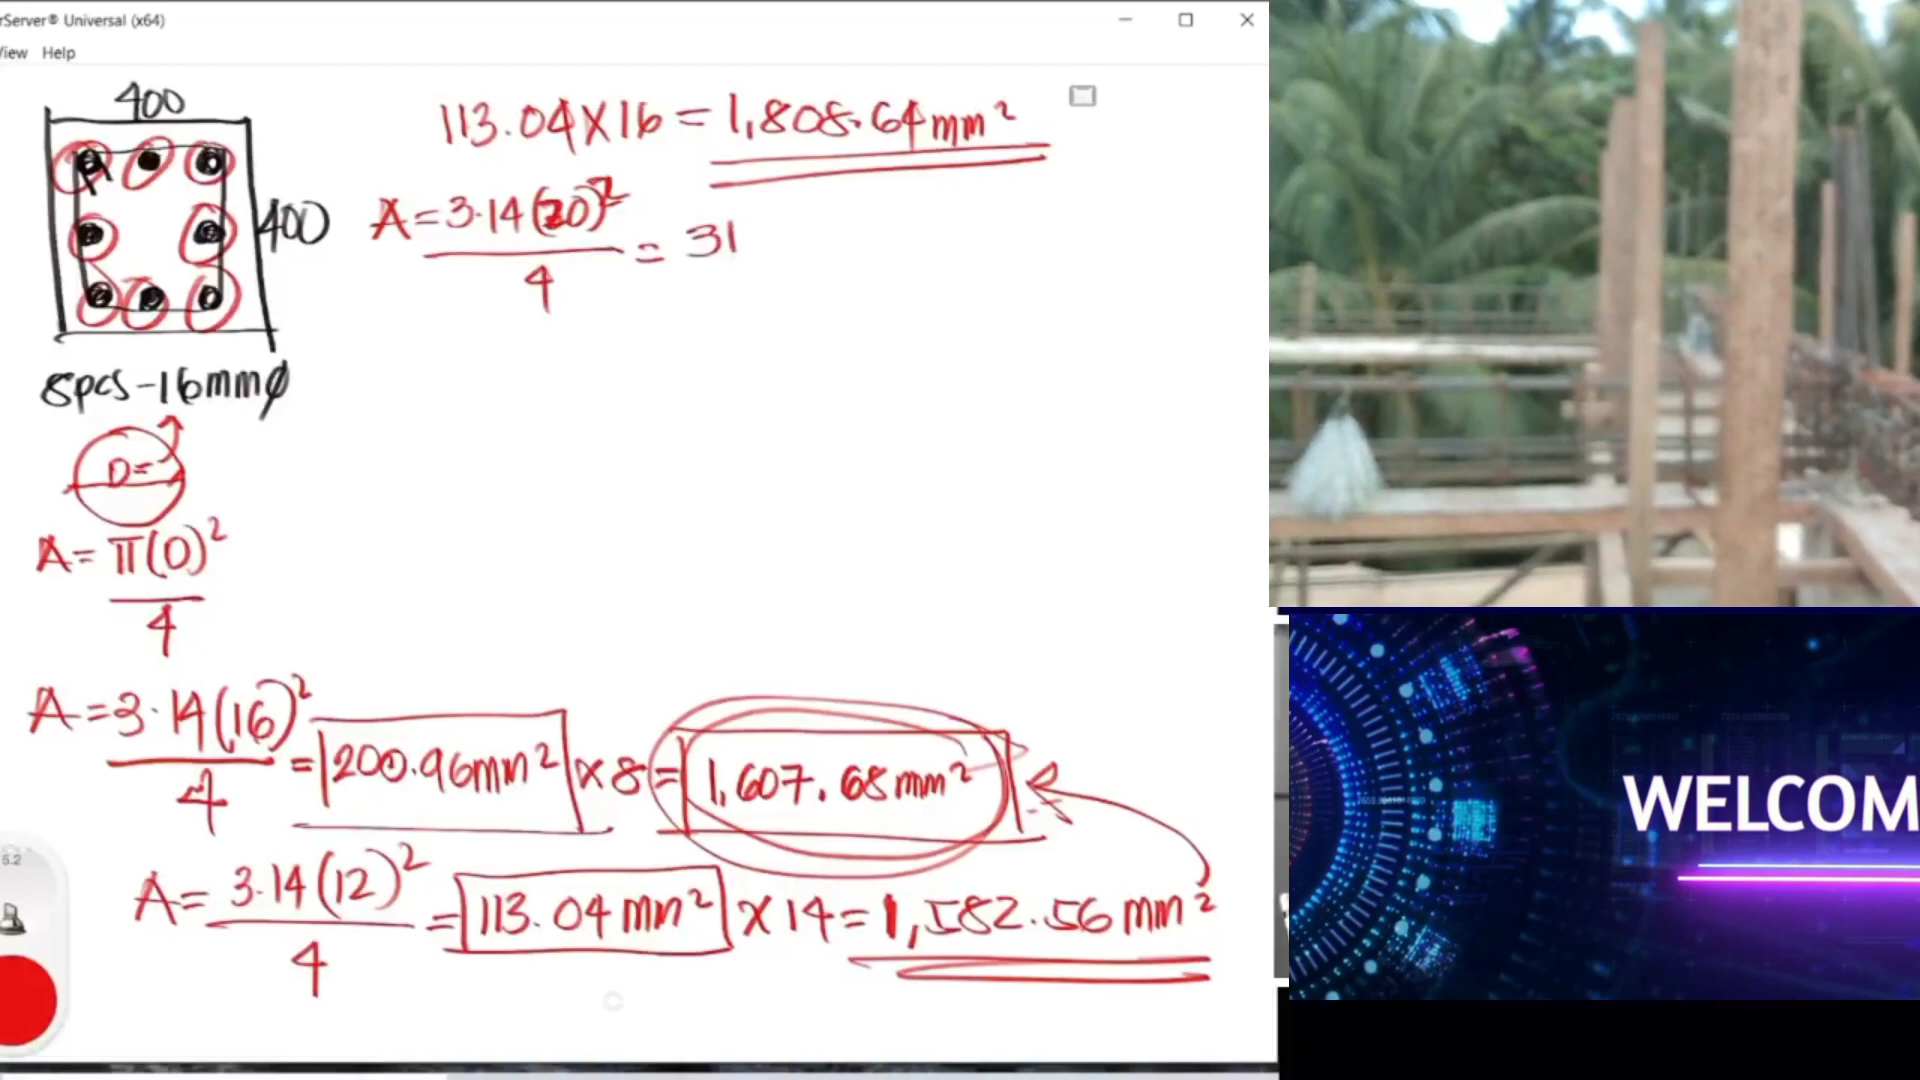 rServer® Universal (x64)
View Help
400
400
8pcs-16mmø
D=
A=π(D)²
4
113.04X16=1,808.64mm²
A=3.14(20)²
4
= 31
A=3.14(16)²
4
=200.96mm² x8= 1,607.68mm²
A= 3.14(12)²
4
=113.04mm² x14=1,582.56mm²
5.2
WELCOM